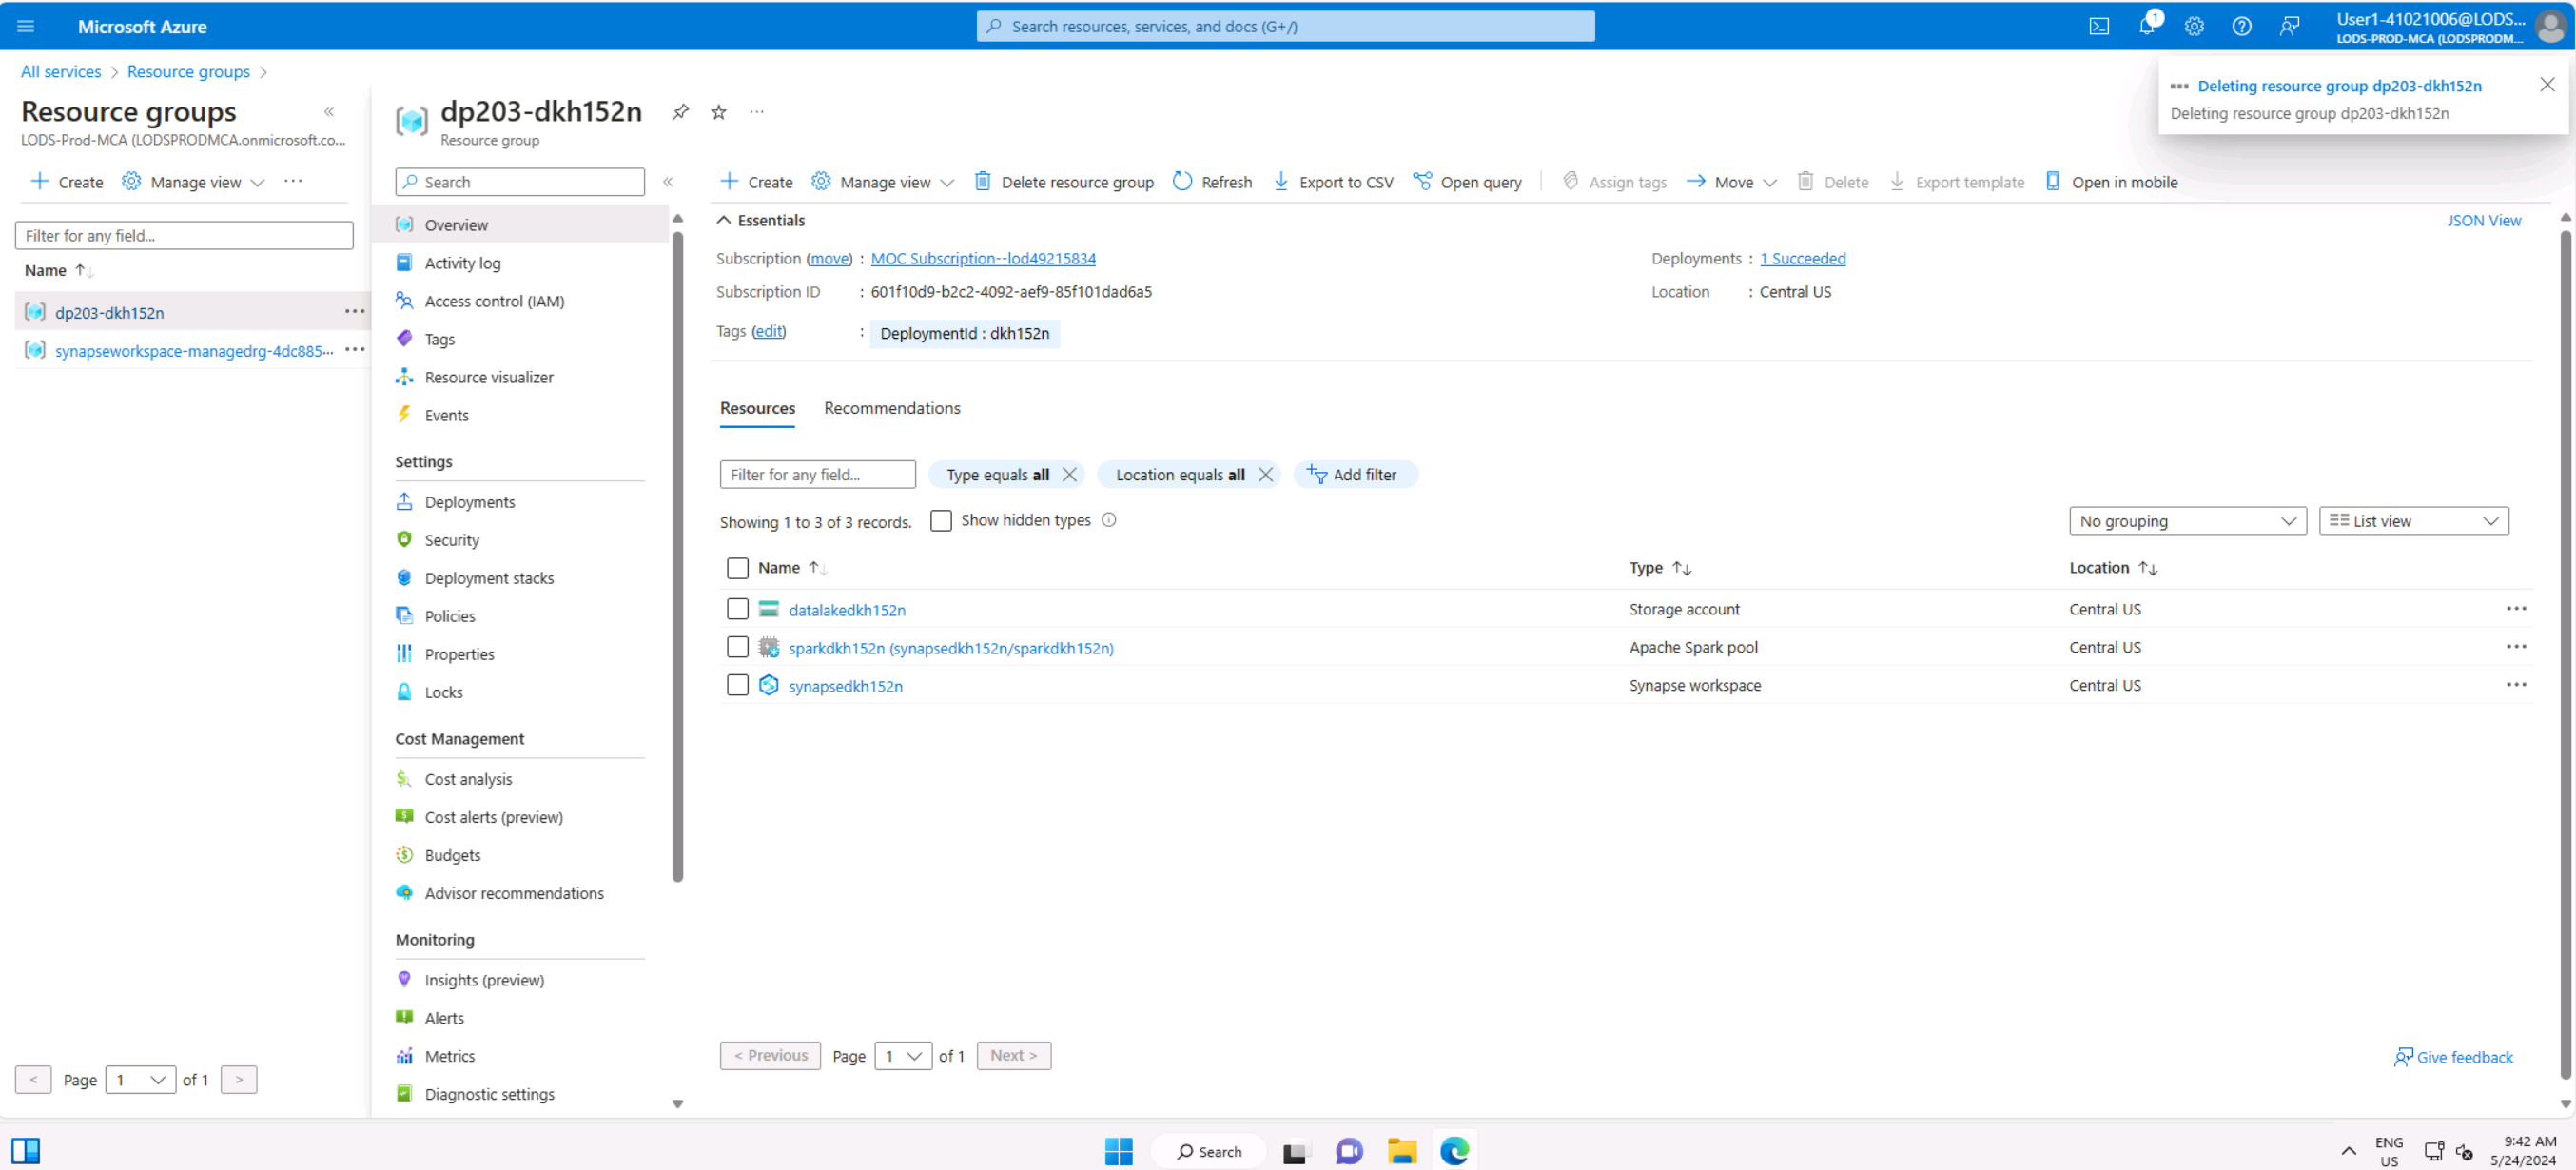 Microsoft Azure
Search resources, services, and docs (G+/)
1
User1-41021006@LODS...
LODS-PROD-MCA (LODSPRODM...
All services > Resource groups >
Deleting resource group dp203-dkh152n
Deleting resource group dp203-dkh152n
Resource groups
LODS-Prod-MCA (LODSPRODMCA.onmicrosoft.co...
Create Manage view ...
Filter for any field...
Name
dp203-dkh152n
synapseworkspace-managedrg-4dc885...
< Page 1 of 1 >
dp203-dkh152n
Resource group
Search
Overview
Activity log
Access control (IAM)
Tags
Resource visualizer
Events
Settings
Deployments
Security
Deployment stacks
Policies
Properties
Locks
Cost Management
Cost analysis
Cost alerts (preview)
Budgets
Advisor recommendations
Monitoring
Insights (preview)
Alerts
Metrics
Diagnostic settings
Create Manage view Delete resource group Refresh Export to CSV Open query Assign tags Move Delete Export template Open in mobile
Essentials
JSON View
Subscription (move) : MOC Subscription--lod49215834
Deployments : 1 Succeeded
Subscription ID : 601f10d9-b2c2-4092-aef9-85f101dad6a5
Location : Central US
Tags (edit) : DeploymentId : dkh152n
Resources Recommendations
Filter for any field... Type equals all Location equals all Add filter
Showing 1 to 3 of 3 records. Show hidden types
No grouping List view
Name Type Location
datalakedkh152n Storage account Central US
sparkdkh152n (synapsedkh152n/sparkdkh152n) Apache Spark pool Central US
synapsedkh152n Synapse workspace Central US
< Previous Page 1 of 1 Next >
Give feedback
Search
ENG
US
9:42 AM
5/24/2024